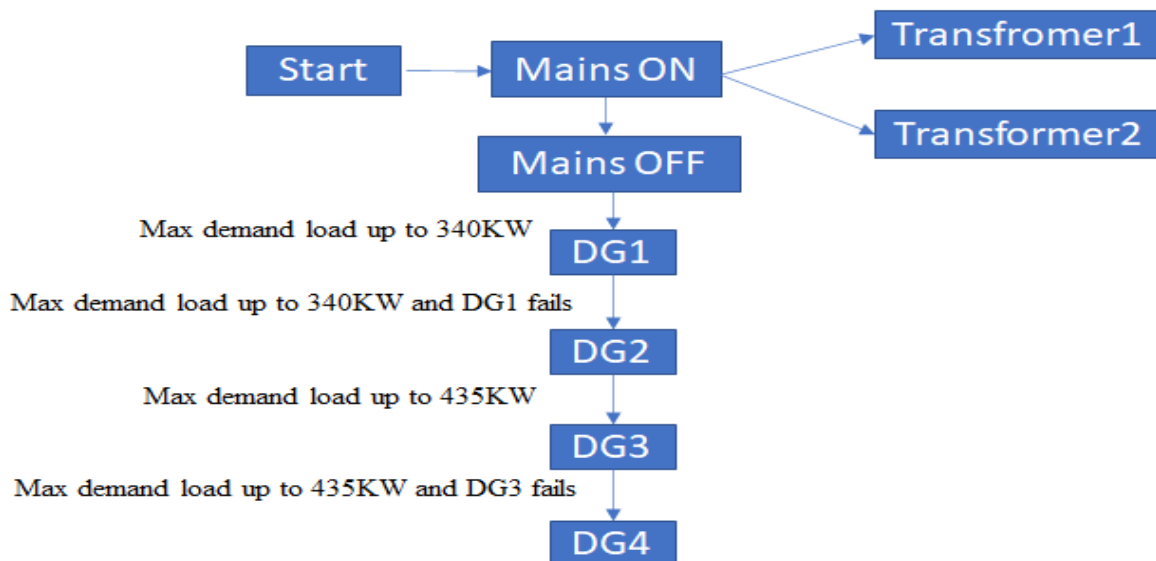 Transfromer1
Start
Mains ON
Transformer2
Mains OFF
Max demand load up to 340KW
DG1
Max demand load up to 340KW and DG1 fails
DG2
Max demand load up to 435KW
DG3
Max demand load up to 435KW and DG3 fails
DG4